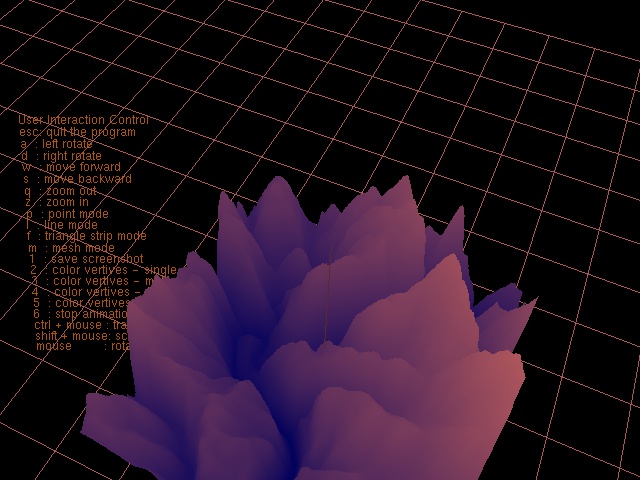 User Interaction Control
esc: quit the program
a : left rotate
d : right rotate
w : move forward
s : move backward
q : zoom out
z : zoom in
p : point mode
l : line mode
f : triangle strip mode
m : mesh mode
1 : save screenshot
2 : color vertives - single
3 : color vertives - m
4 : color vertives -
5 : color vertives
6 : stop animatio
ctrl + mouse : tra
shift + mouse: sc
mouse : rota